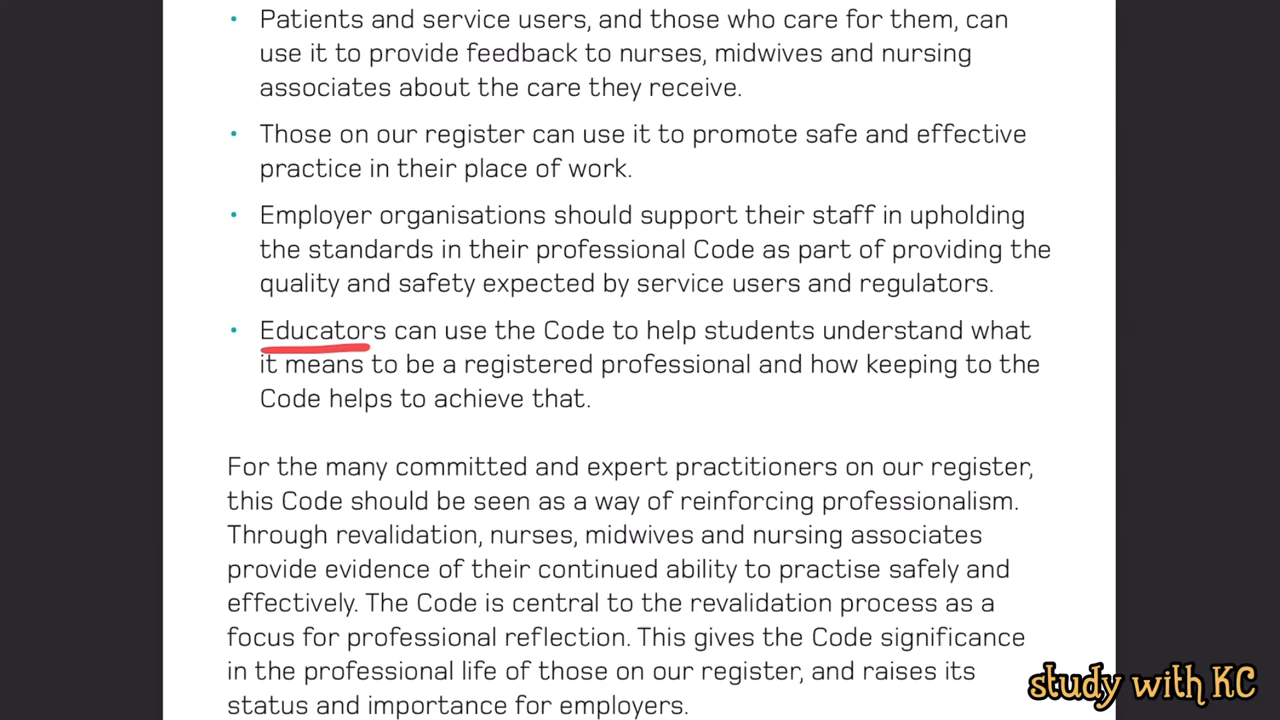 • Patients and service users, and those who care for them, can
use it to provide feedback to nurses, midwives and nursing
associates about the care they receive.
• Those on our register can use it to promote safe and effective
practice in their place of work.
• Employer organisations should support their staff in upholding
the standards in their professional Code as part of providing the
quality and safety expected by service users and regulators.
• Educators can use the Code to help students understand what
it means to be a registered professional and how keeping to the
Code helps to achieve that.
For the many committed and expert practitioners on our register,
this Code should be seen as a way of reinforcing professionalism.
Through revalidation, nurses, midwives and nursing associates
provide evidence of their continued ability to practise safely and
effectively. The Code is central to the revalidation process as a
focus for professional reflection. This gives the Code significance
in the professional life of those on our register, and raises its
status and importance for employers.
study with KC